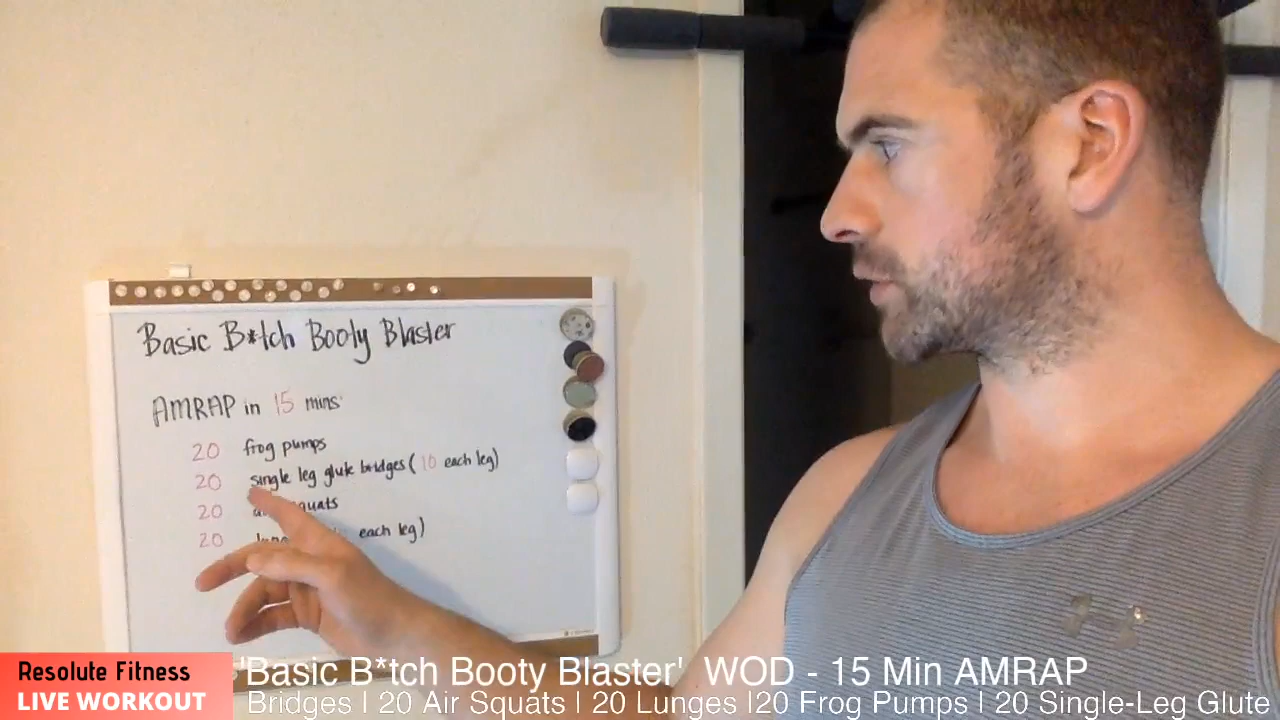 Basic B*tch Booty Blaster
AMRAP in 15 mins
20 frog pumps
20 single leg glute bridges (10 each leg)
20 squats
20 each leg)
Resolute Fitness
LIVE WORKOUT
'Basic B*tch Booty Blaster' WOD - 15 Min AMRAP
Bridges | 20 Air Squats | 20 Lunges |20 Frog Pumps | 20 Single-Leg Glute